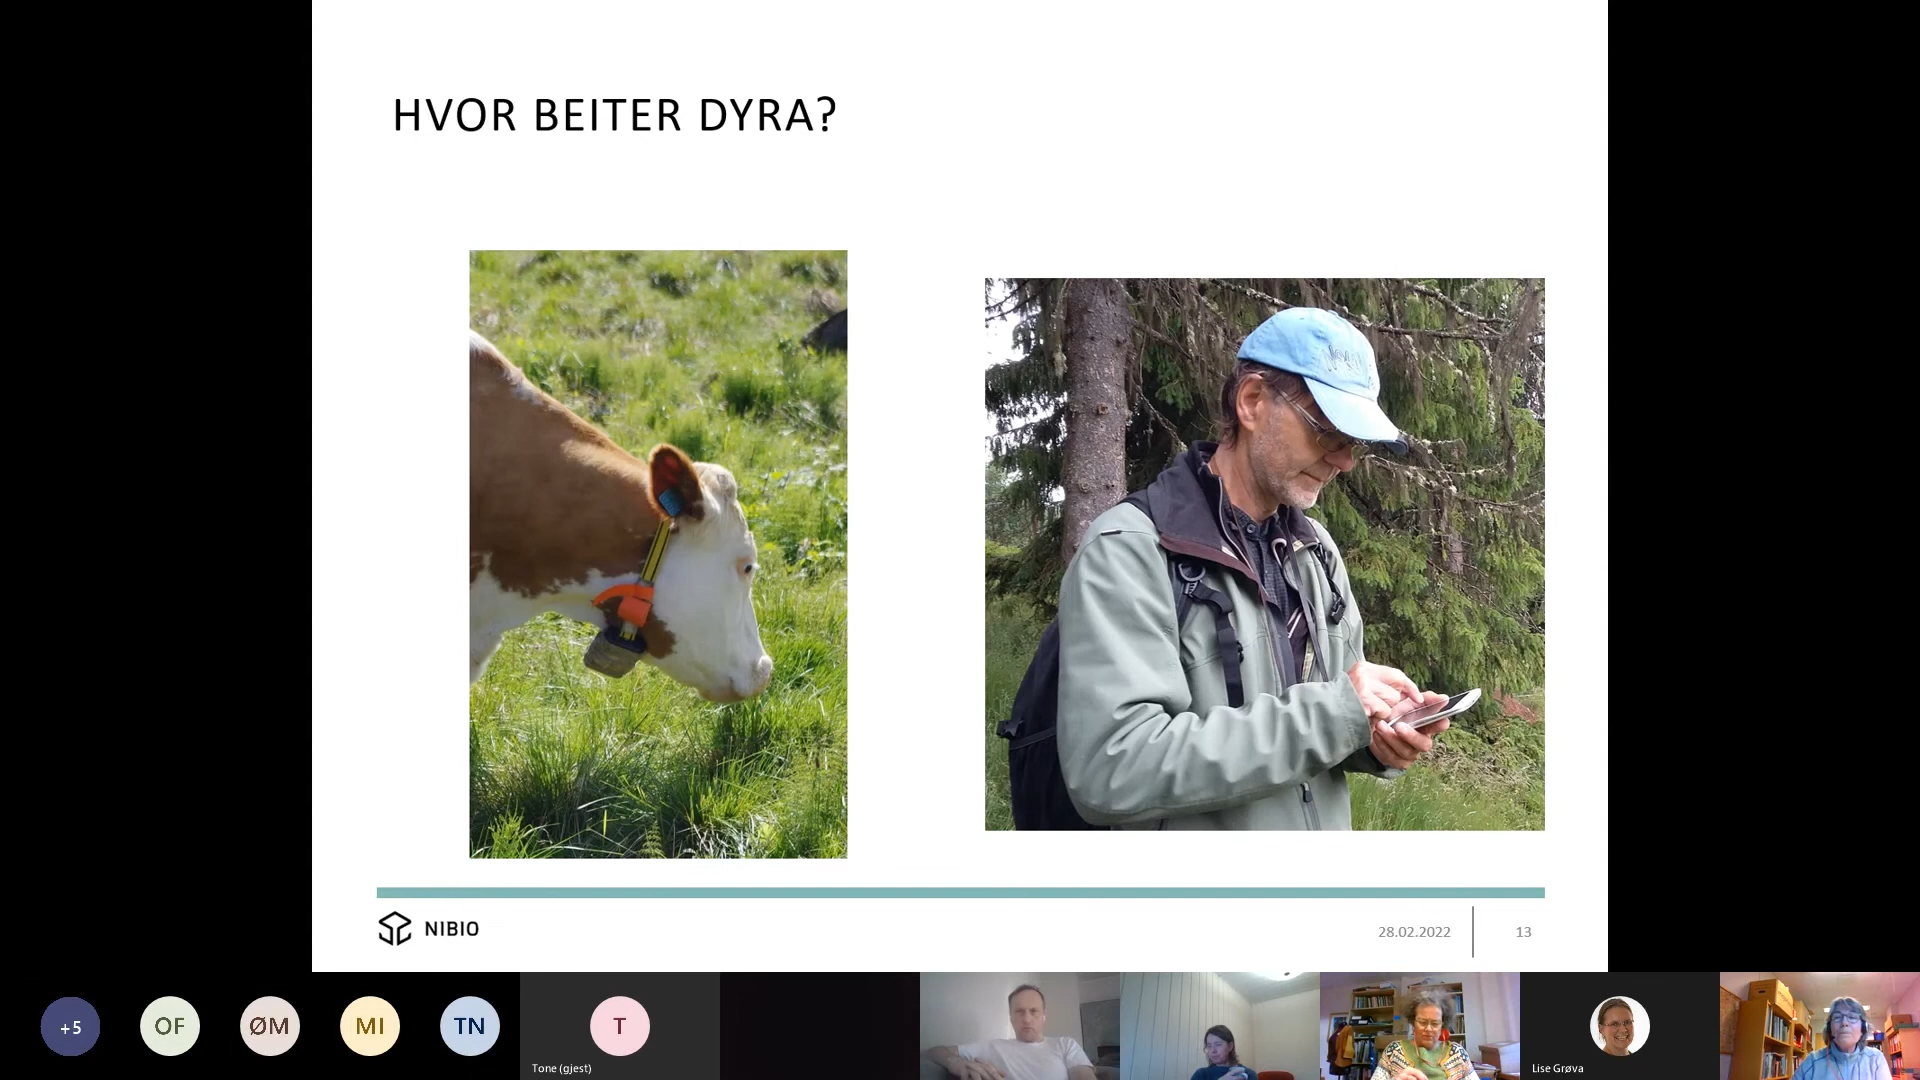 HVOR BEITER DYRA?
NIBIO
28.02.2022
13
+5
OF
ØM
MI
TN
T
Tone (gjest)
Lise Grøva